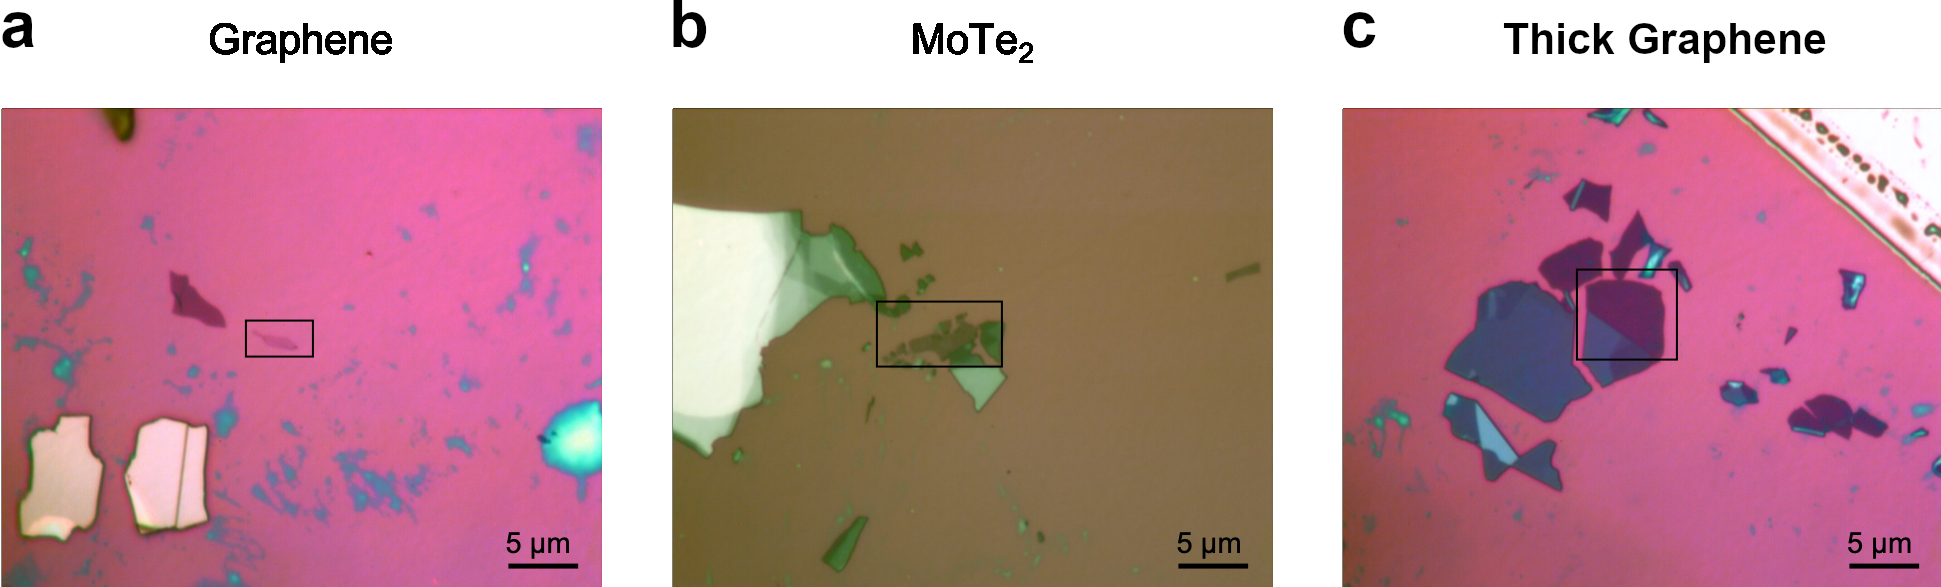 a
Graphene
b
MoTe₂
c
Thick Graphene
5 μm
5 μm
5 μm